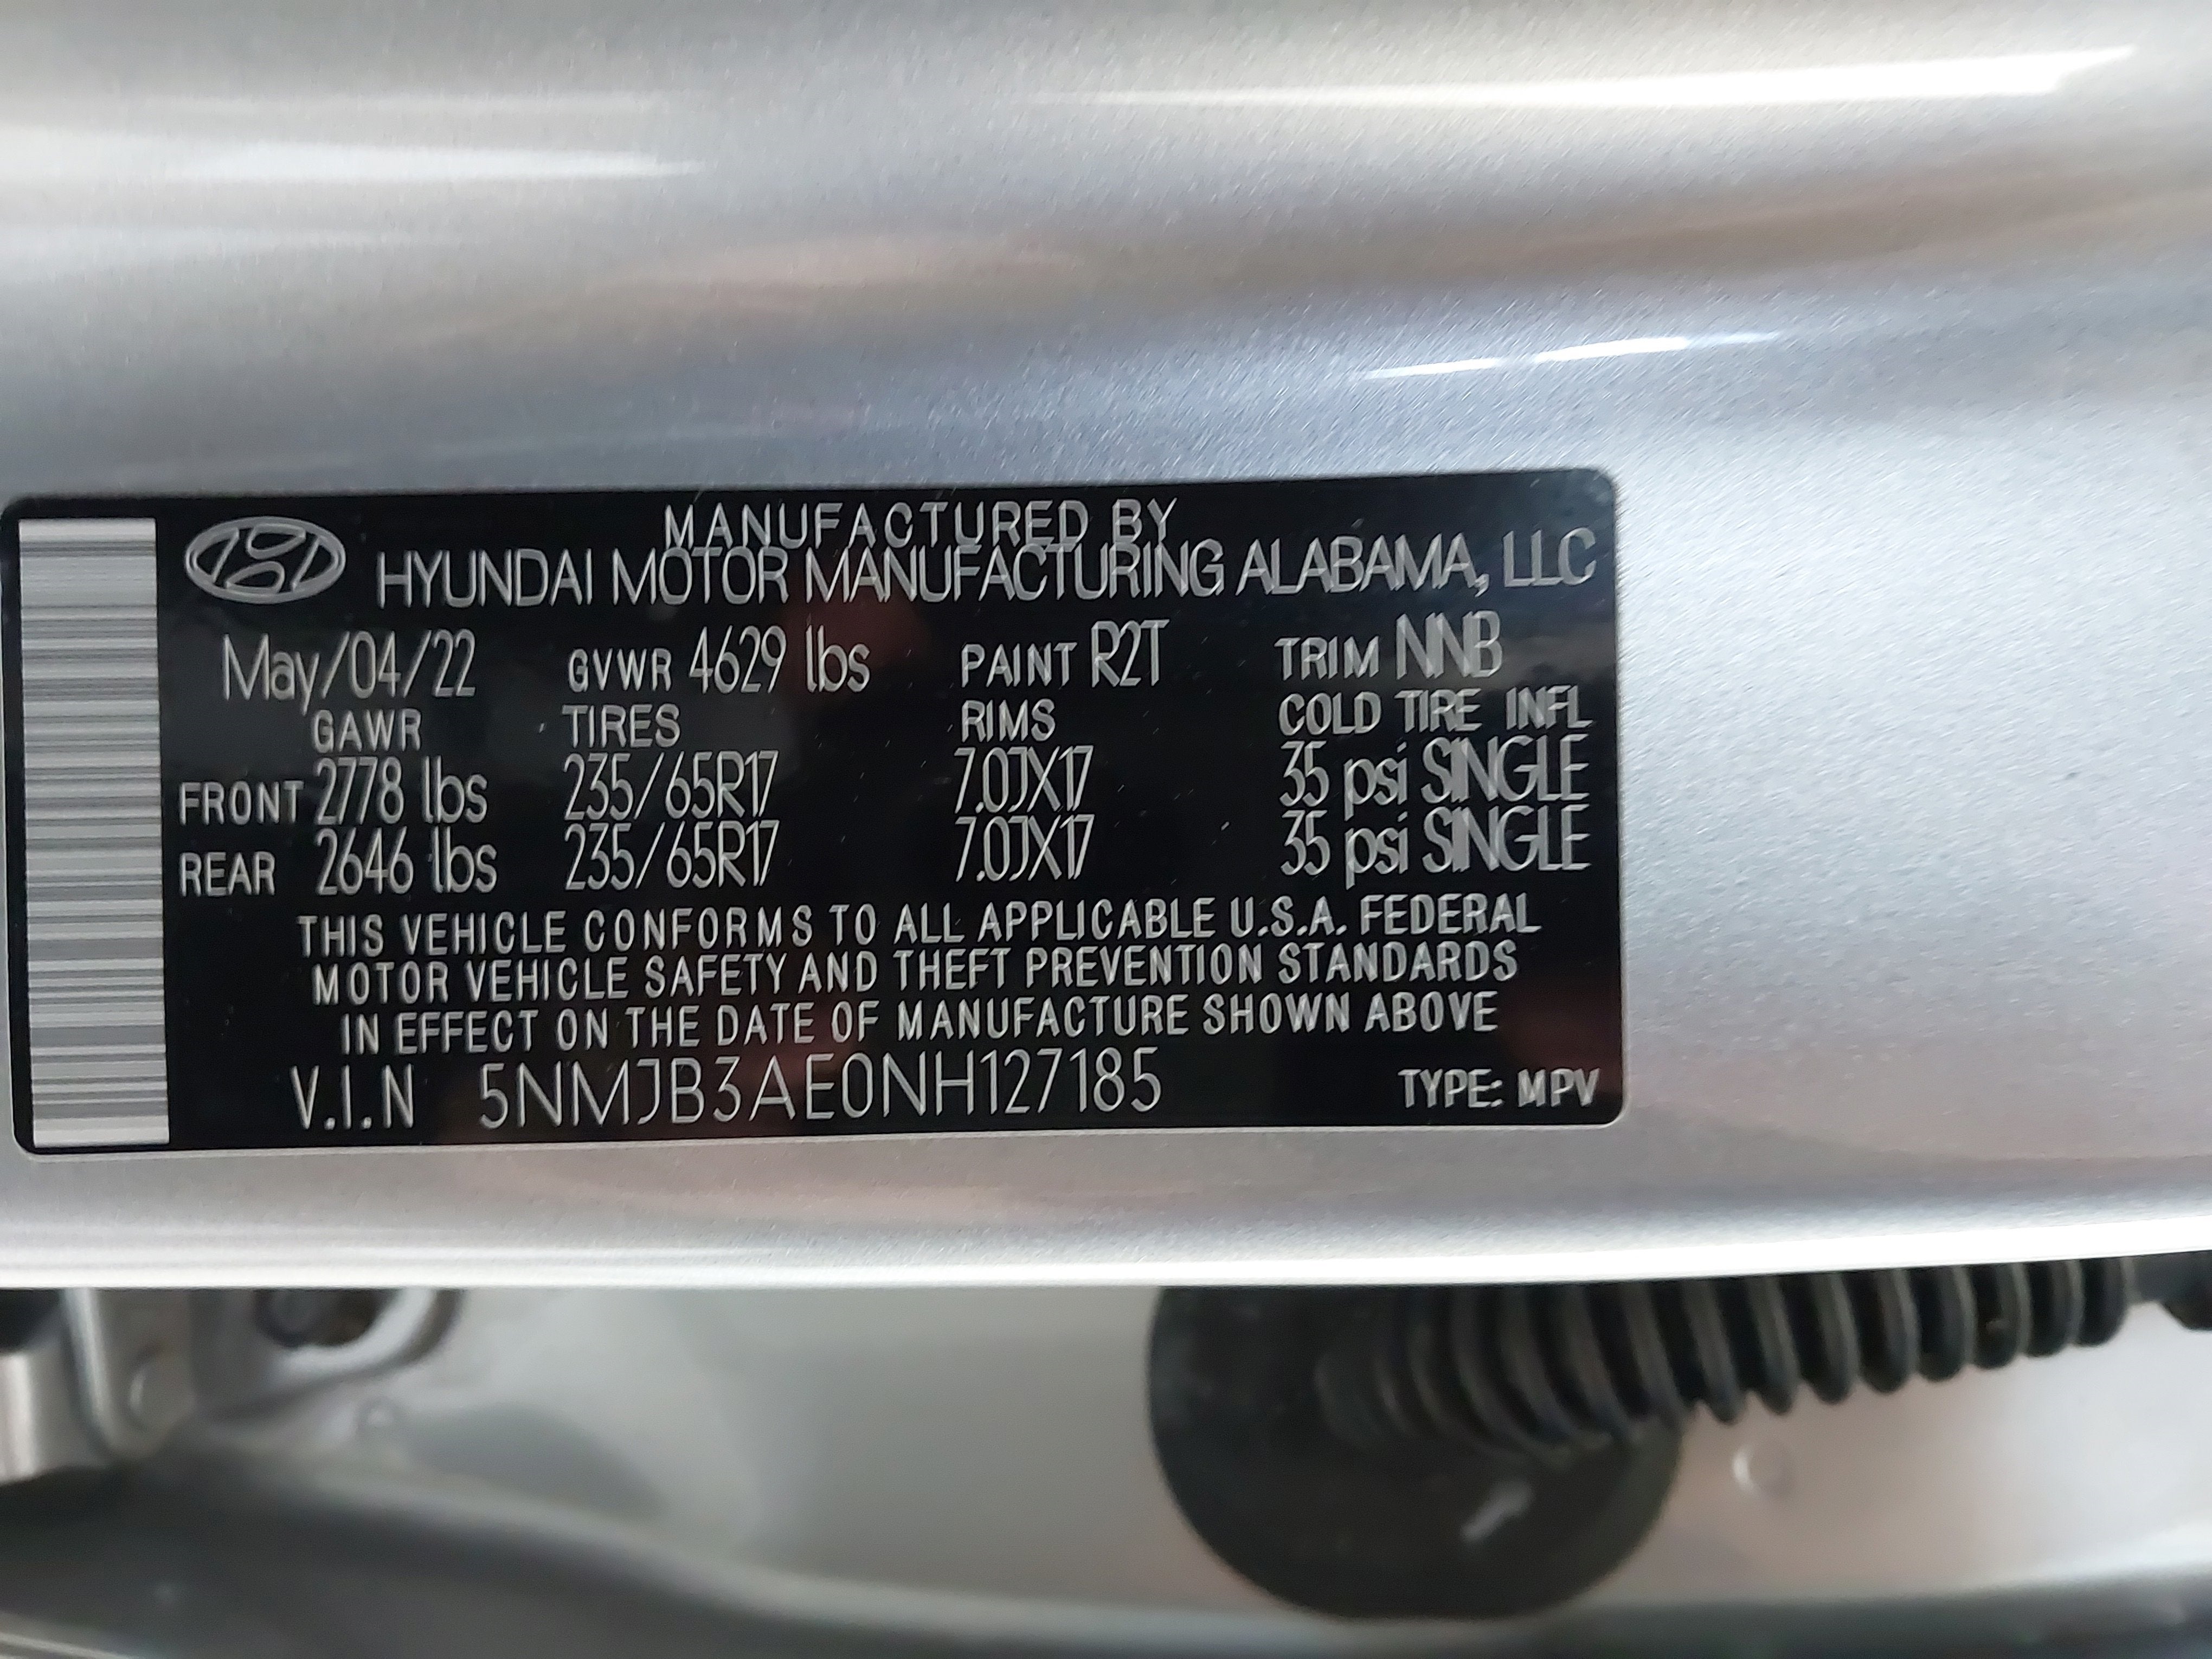 MANUFACTURED BY
HYUNDAI MOTOR MANUFACTURING ALABAMA, LLC
May/04/22 GVWR 4629 lbs PAINT R2T TRIM NNB
GAWR TIRES RIMS COLD TIRE INFL
FRONT 2778 lbs 235/65R17 7.0JX17 35 psi SINGLE
REAR 2646 lbs 235/65R17 7.0JX17 35 psi SINGLE
THIS VEHICLE CONFORMS TO ALL APPLICABLE U.S.A. FEDERAL
MOTOR VEHICLE SAFETY AND THEFT PREVENTION STANDARDS
IN EFFECT ON THE DATE OF MANUFACTURE SHOWN ABOVE
V.I.N 5NMJB3AE0NH127185 TYPE: MPV